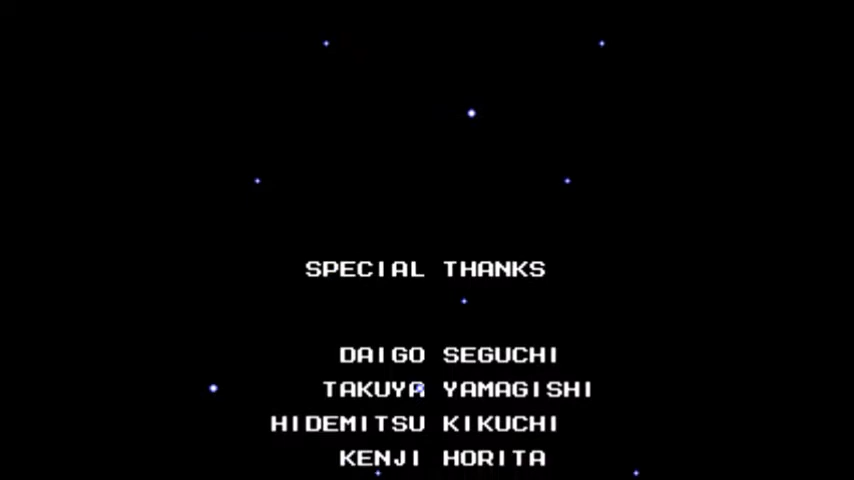 SPECIAL THANKS
DAIGO SEGUCHI
TAKUYA YAMAGISHI
HIDEMITSU KIKUCHI
KENJI HORITA